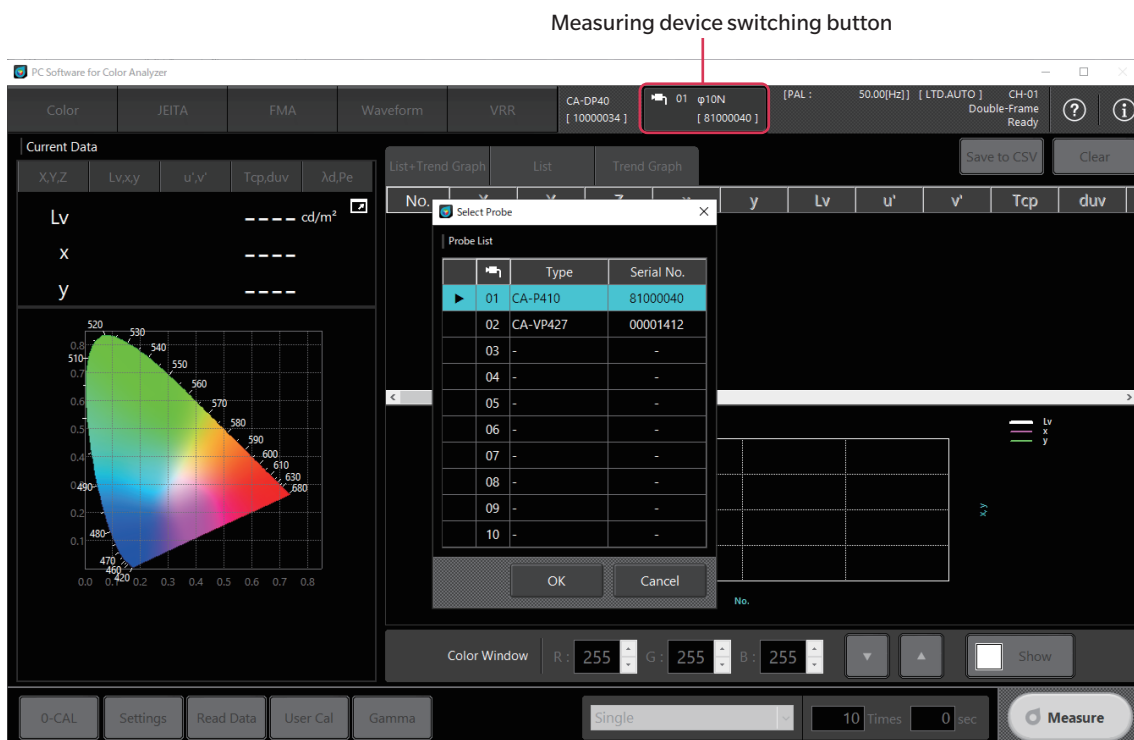 Measuring device switching button
PC Software for Color Analyzer
Color JEITA FMA Waveform VRR
CA-DP40
[ 10000034 ]
01 φ10N
[ 81000040 ]
[PAL : 50.00[Hz]] [ LTD.AUTO ] CH-01
Double-Frame
Ready
Current Data
Save to CSV Clear
X,Y,Z Lv,x,y u',v' Tcp,duv λd,Pe
List+Trend Graph List Trend Graph
No. X Y Z x y Lv u' v' Tcp duv
Lv ---- cd/m²
x ----
y ----
Select Probe
Probe List
Type Serial No.
01 CA-P410 81000040
02 CA-VP427 00001412
03 - -
04 - -
05 - -
06 - -
07 - -
08 - -
09 - -
10 - -
OK Cancel
520
530
540
510
550
560
570
580
590
600
610
630
680
490
480
470
460
420
0.8
0.7
0.6
0.5
0.4
0.3
0.2
0.1
0.0 0.1 0.2 0.3 0.4 0.5 0.6 0.7 0.8
Lv
x
y
x,y
No.
Color Window R : 255 G : 255 B : 255 Show
0-CAL Settings Read Data User Cal Gamma Single 10 Times 0 sec Measure